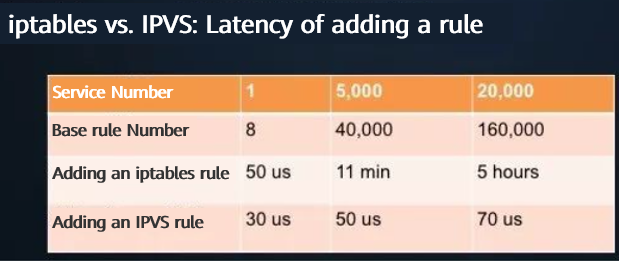 iptables vs. IPVS: Latency of adding a rule
Service Number 1 5,000 20,000
Base rule Number 8 40,000 160,000
Adding an iptables rule 50 us 11 min 5 hours
Adding an IPVS rule 30 us 50 us 70 us